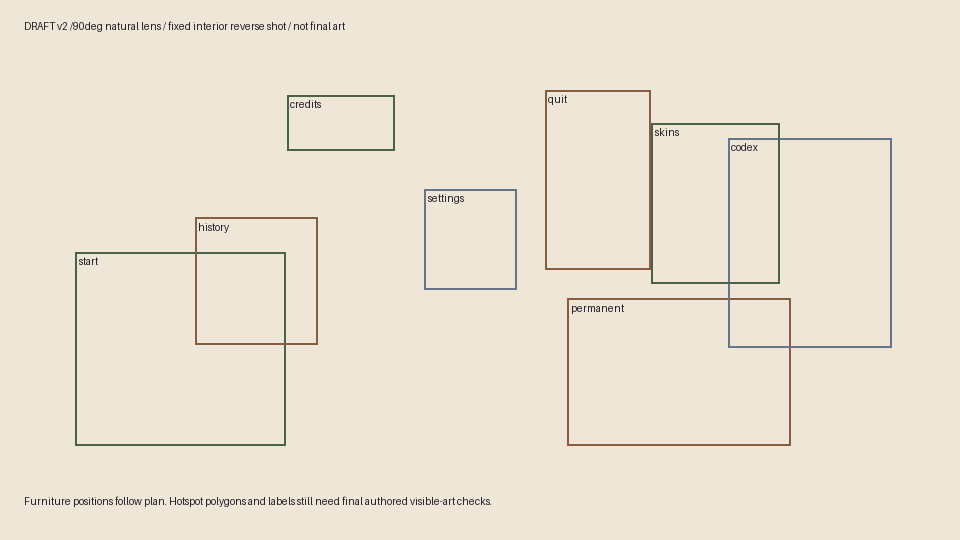 DRAFT v2 / 90deg natural lens / fixed interior reverse shot / not final art
credits
quit
skins
codex
settings
history
start
permanent
Furniture positions follow plan. Hotspot polygons and labels still need final authored visible-art checks.